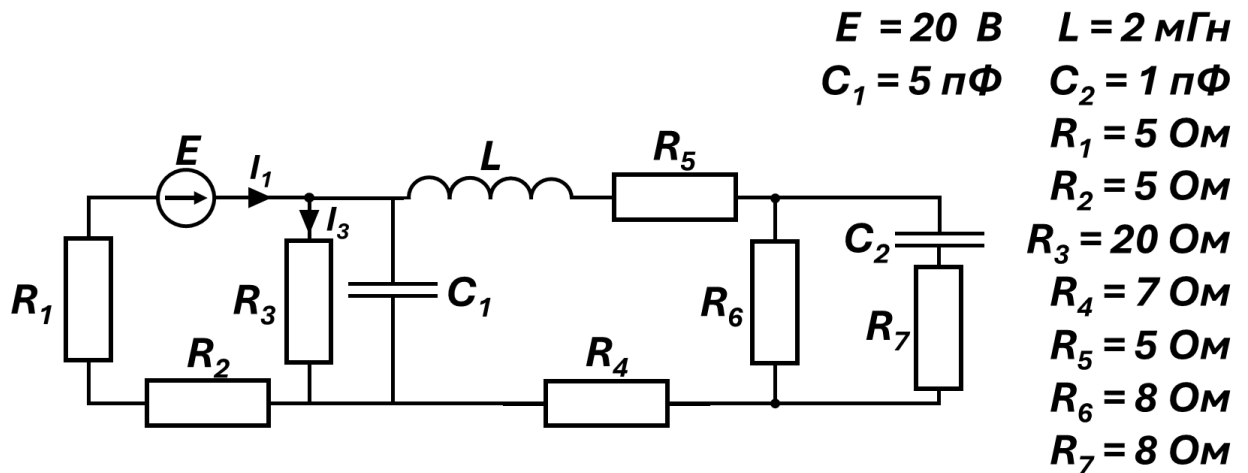 E = 20 В L = 2 мГн
C₁ = 5 пФ C₂ = 1 пФ
R₁ = 5 Ом
R₂ = 5 Ом
R₃ = 20 Ом
R₄ = 7 Ом
R₅ = 5 Ом
R₆ = 8 Ом
R₇ = 8 Ом
E
I₁
L
R₅
I₃
C₂
R₁
R₃
C₁
R₆
R₇
R₂
R₄